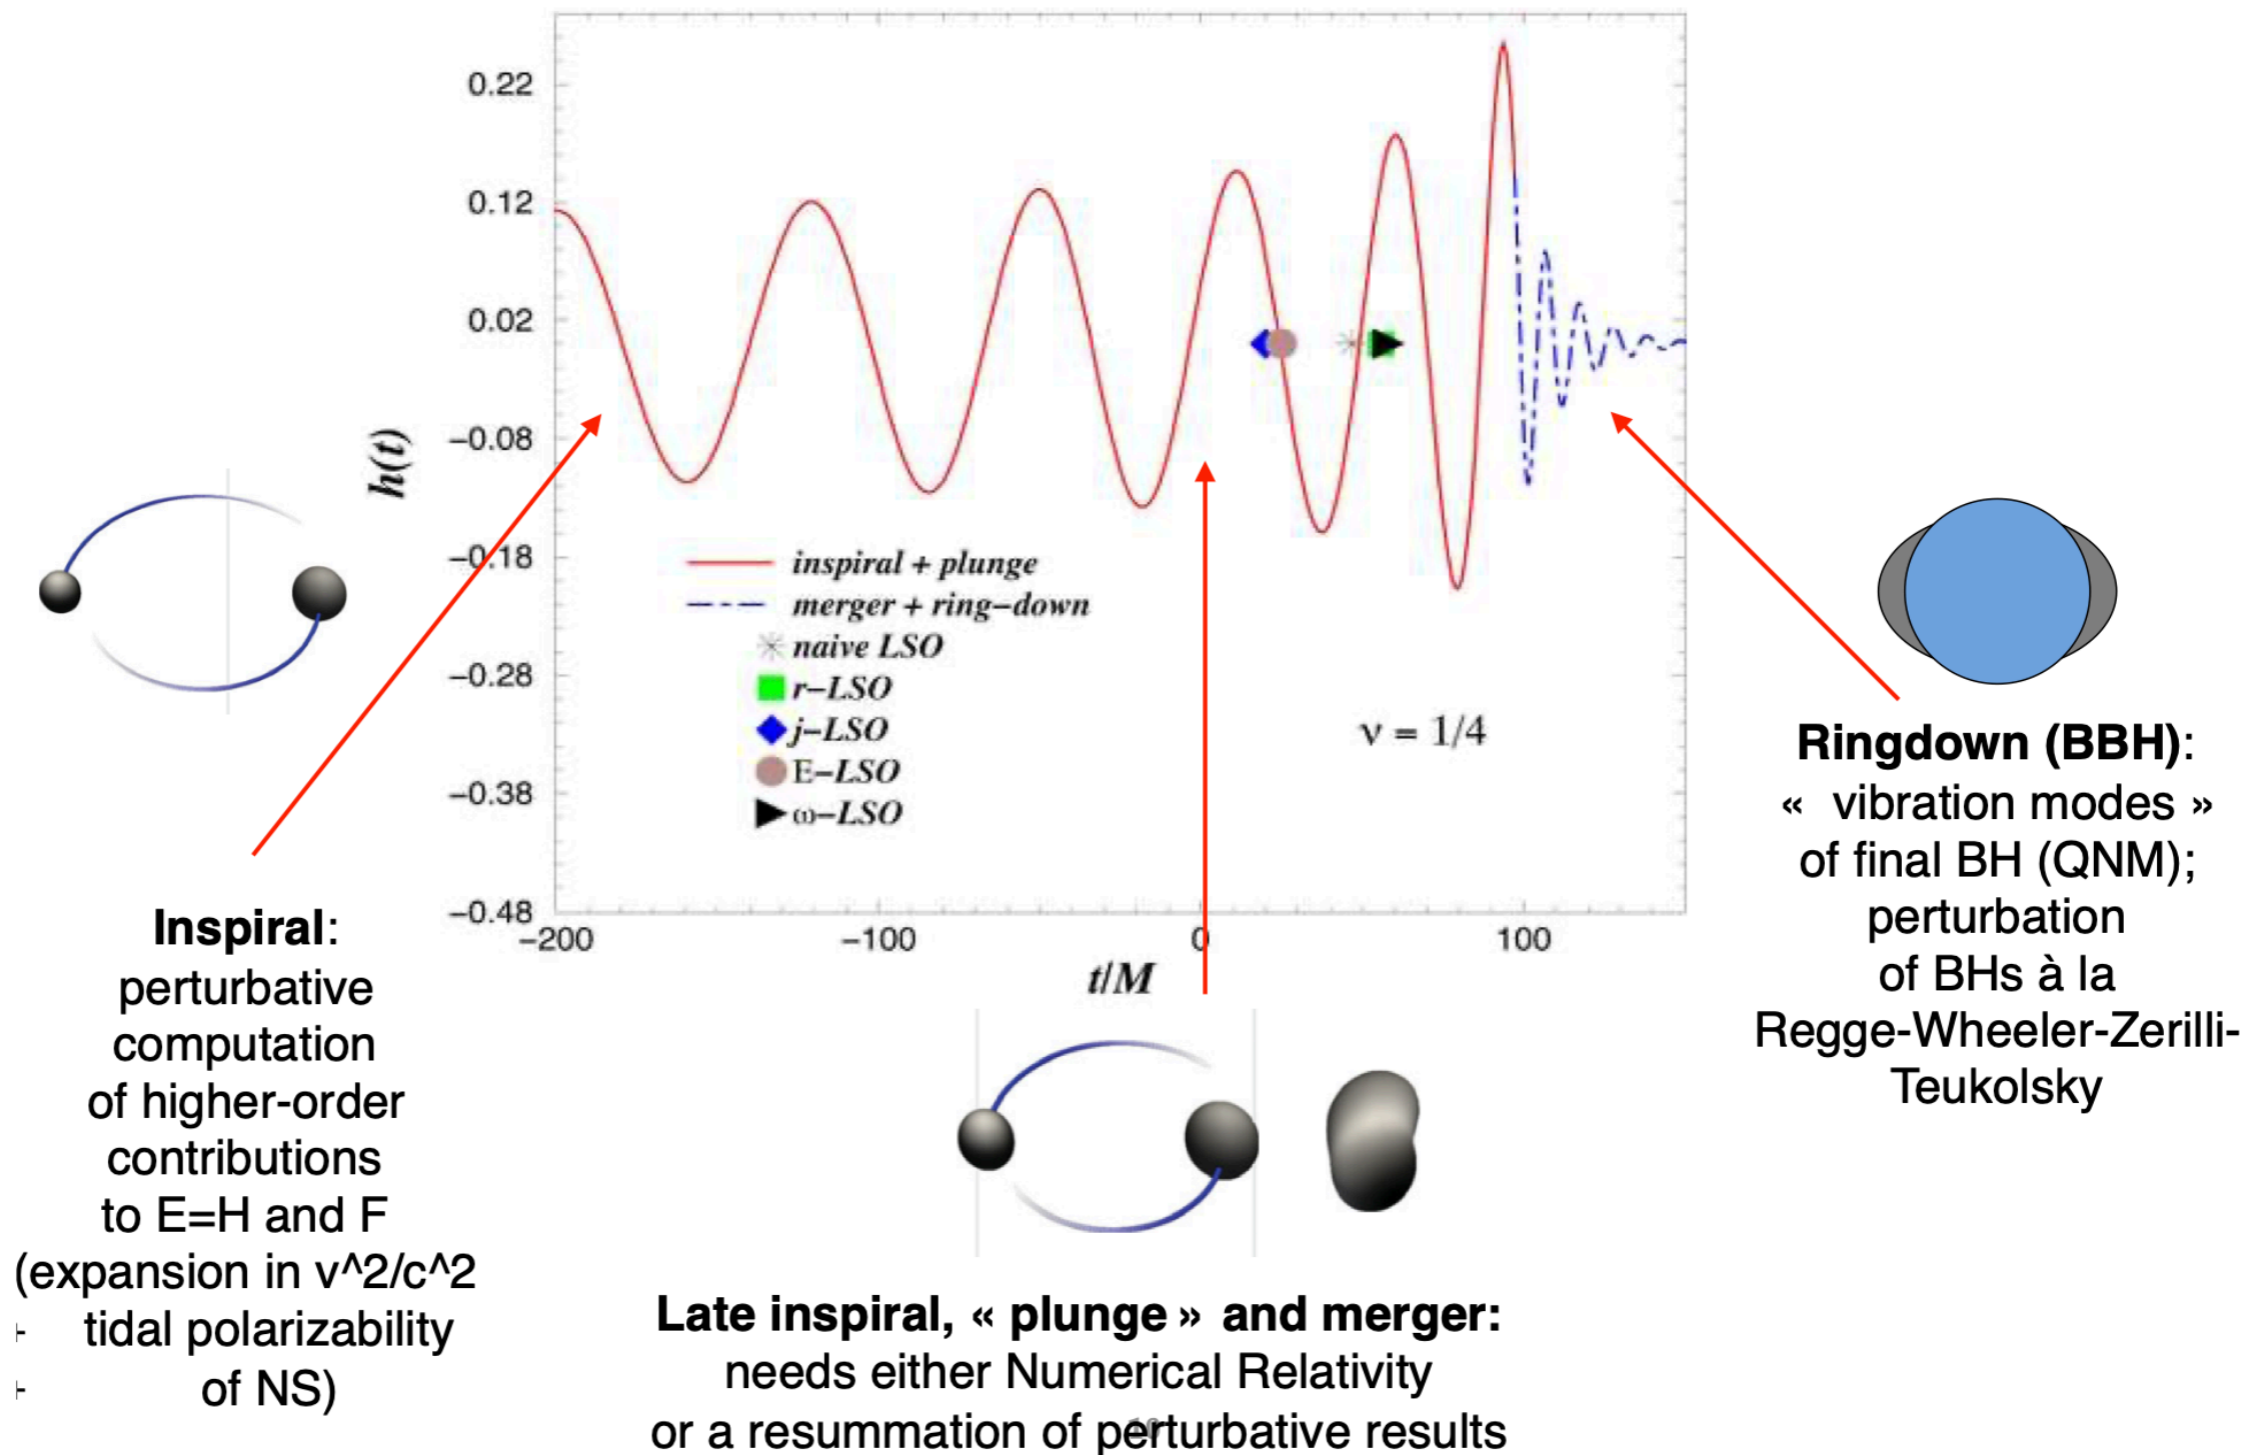 0.22
0.12
0.02
−0.08
−0.18
−0.28
−0.38
−0.48
h(t)
−200
−100
0
100
t/M
inspiral + plunge
merger + ring−down
naive LSO
r−LSO
j−LSO
E−LSO
ω−LSO
ν = 1/4
Inspiral:
perturbative
computation
of higher-order
contributions
to E=H and F
(expansion in v^2/c^2
+ tidal polarizability
+ of NS)
Late inspiral, « plunge » and merger:
needs either Numerical Relativity
or a resummation of perturbative results
Ringdown (BBH):
« vibration modes »
of final BH (QNM);
perturbation
of BHs à la
Regge-Wheeler-Zerilli-
Teukolsky